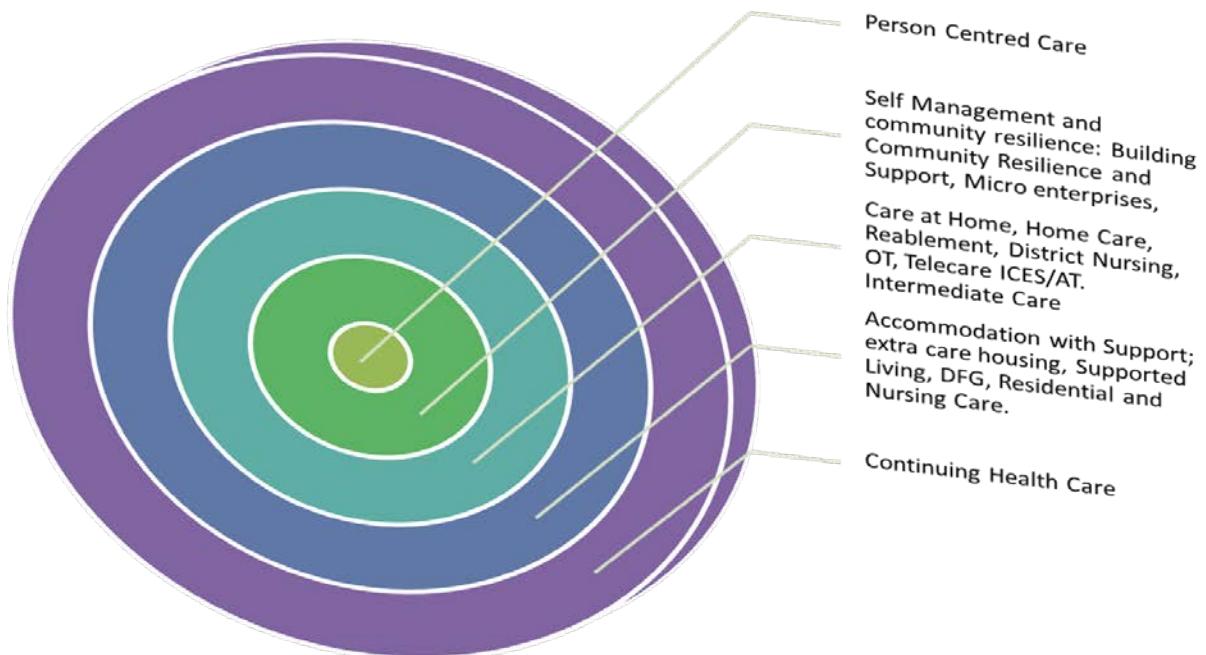 Person Centred Care
Self Management and
community resilience: Building
Community Resilience and
Support, Micro enterprises,
Care at Home, Home Care,
Reablement, District Nursing,
OT, Telecare ICES/AT.
Intermediate Care
Accommodation with Support;
extra care housing, Supported
Living, DFG, Residential and
Nursing Care.
Continuing Health Care